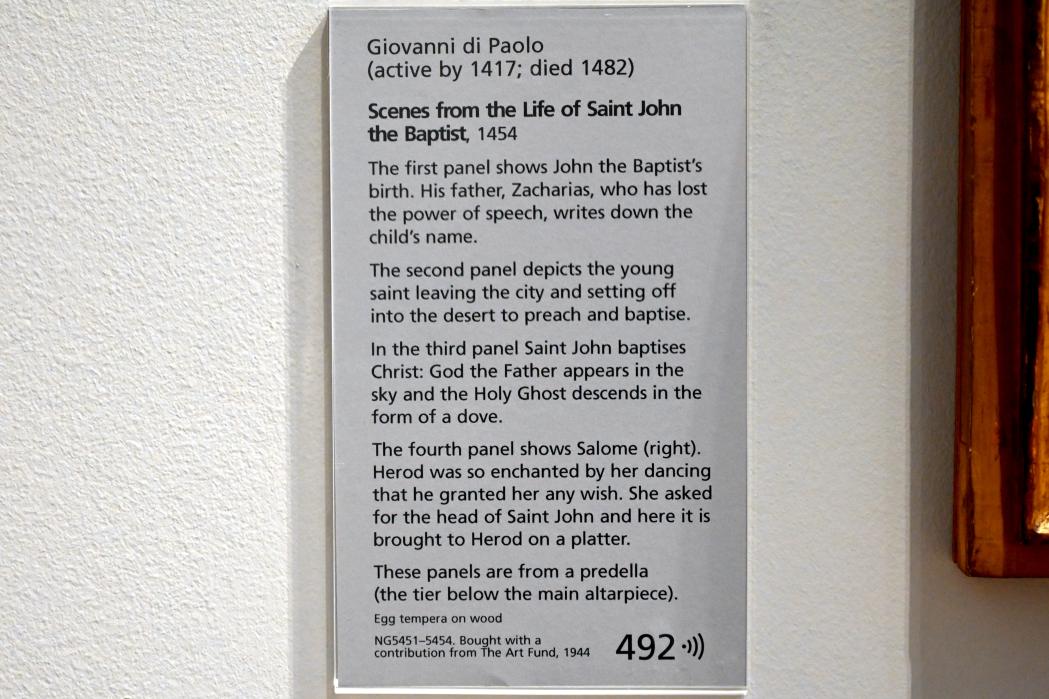 Giovanni di Paolo
(active by 1417; died 1482)
Scenes from the Life of Saint John
the Baptist, 1454
The first panel shows John the Baptist's
birth. His father, Zacharias, who has lost
the power of speech, writes down the
child's name.
The second panel depicts the young
saint leaving the city and setting off
into the desert to preach and baptise.
In the third panel Saint John baptises
Christ: God the Father appears in the
sky and the Holy Ghost descends in the
form of a dove.
The fourth panel shows Salome (right).
Herod was so enchanted by her dancing
that he granted her any wish. She asked
for the head of Saint John and here it is
brought to Herod on a platter.
These panels are from a predella
(the tier below the main altarpiece).
Egg tempera on wood
NG5451–5454. Bought with a
contribution from The Art Fund, 1944
492